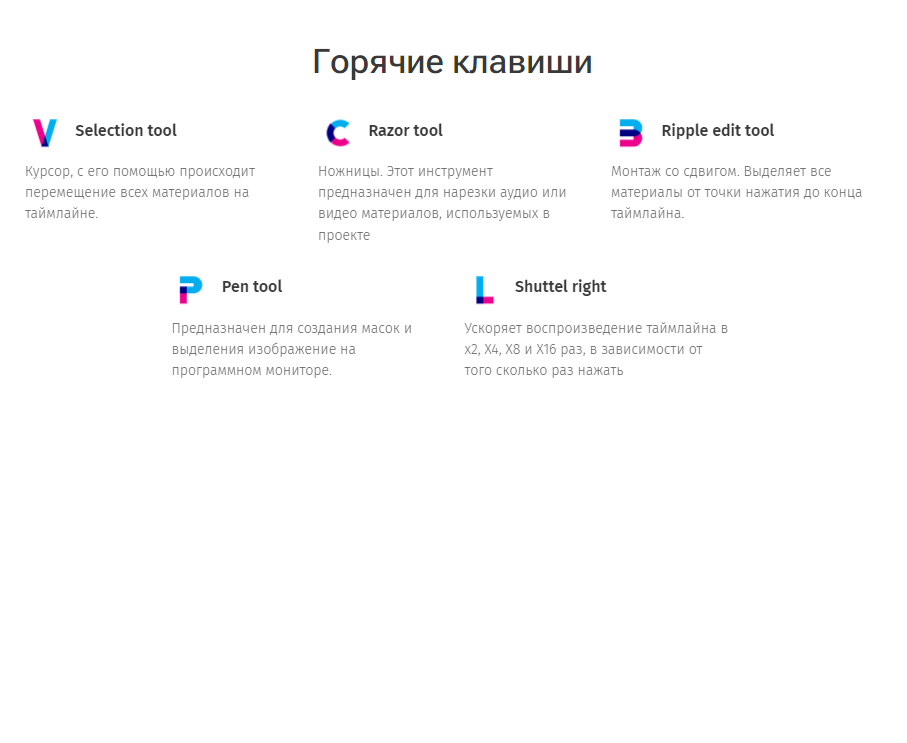 Горячие клавиши
V Selection tool
Курсор, с его помощью происходит
перемещение всех материалов на
таймлайне.
C Razor tool
Ножницы. Этот инструмент
предназначен для нарезки аудио или
видео материалов, используемых в
проекте
B Ripple edit tool
Монтаж со сдвигом. Выделяет все
материалы от точки нажатия до конца
таймлайна.
P Pen tool
Предназначен для создания масок и
выделения изображение на
программном мониторе.
L Shuttel right
Ускоряет воспроизведение таймлайна в
x2, X4, X8 и X16 раз, в зависимости от
того сколько раз нажать